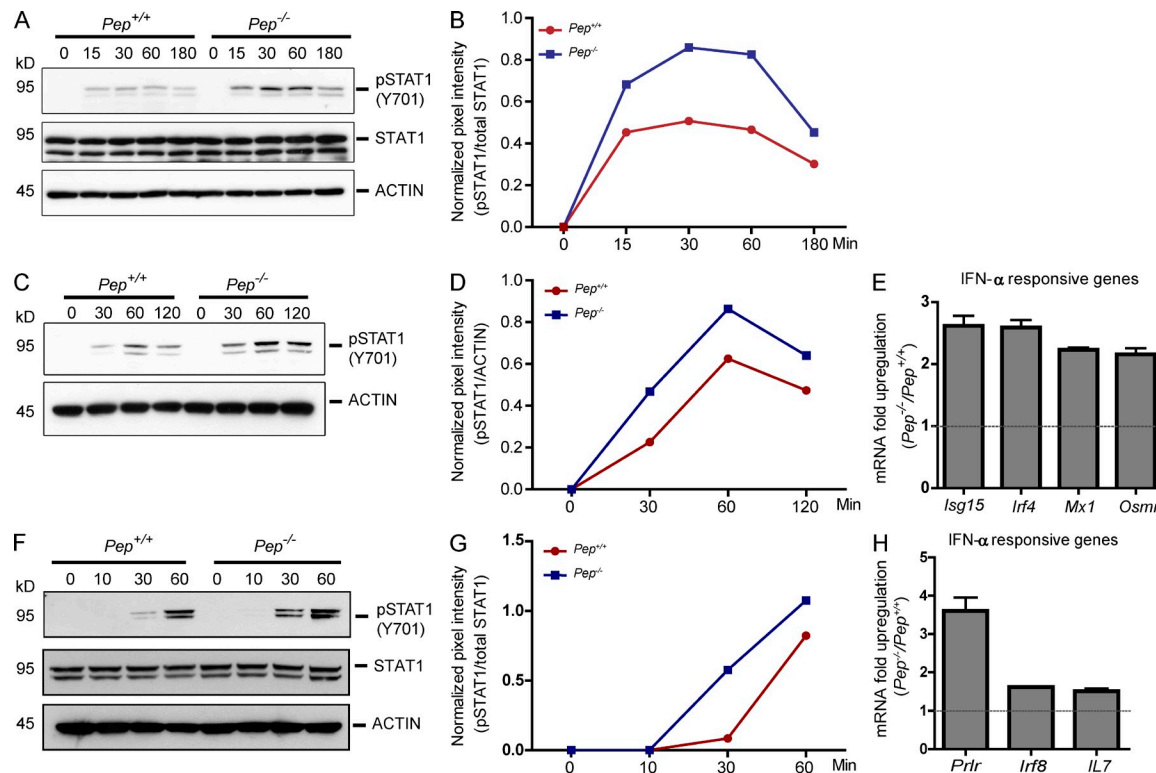 A
Pep+/+ Pep-/-
0 15 30 60 180 0 15 30 60 180
kD
95
pSTAT1
(Y701)
95
STAT1
45
ACTIN
B
Pep+/+
Pep-/-
Normalized pixel intensity
(pSTAT1/total STAT1)
1.0
0.8
0.6
0.4
0.2
0.0
0 15 30 60 180 Min
C
Pep+/+ Pep-/-
0 30 60 120 0 30 60 120
kD
95
pSTAT1
(Y701)
45
ACTIN
D
Pep+/+
Pep-/-
Normalized pixel intensity
(pSTAT1/ACTIN)
1.0
0.8
0.6
0.4
0.2
0.0
0 30 60 120 Min
E
IFN-α responsive genes
mRNA fold upregulation
(Pep-/-/Pep+/+)
3
2
1
0
Isg15 Irf4 Mx1 Osmr
F
Pep+/+ Pep-/-
0 10 30 60 0 10 30 60
kD
95
pSTAT1
(Y701)
95
STAT1
45
ACTIN
G
Pep+/+
Pep-/-
Normalized pixel intensity
(pSTAT1/total STAT1)
1.5
1.0
0.5
0.0
0 10 30 60 Min
H
IFN-α responsive genes
mRNA fold upregulation
(Pep-/-/Pep+/+)
5
4
3
2
1
0
Prlr Irf8 IL7